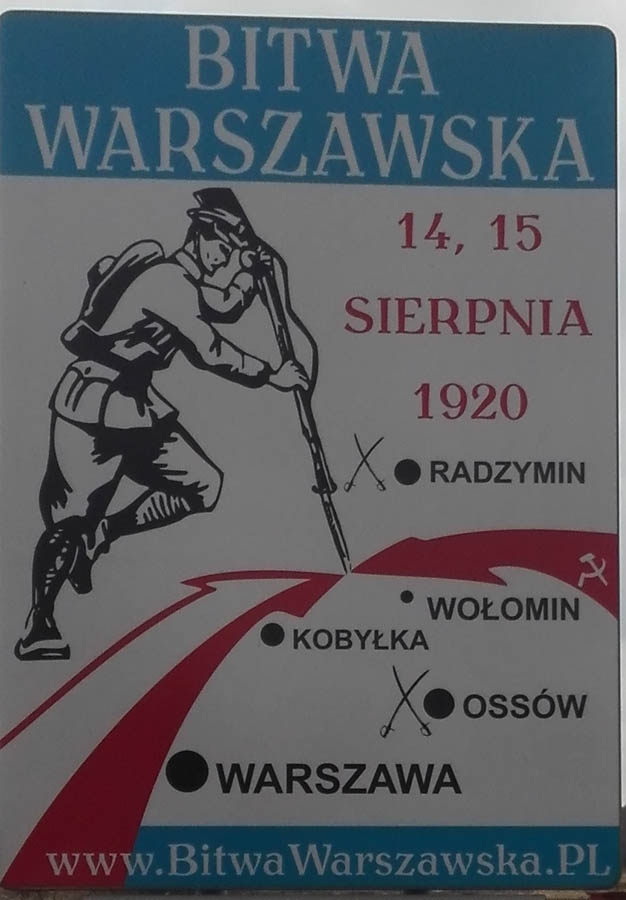 BITWA
WARSZAWSKA
14, 15
SIERPNIA
1920
RADZYMIN
WOŁOMIN
KOBYŁKA
OSSÓW
WARSZAWA
www.BitwaWarszawska.PL